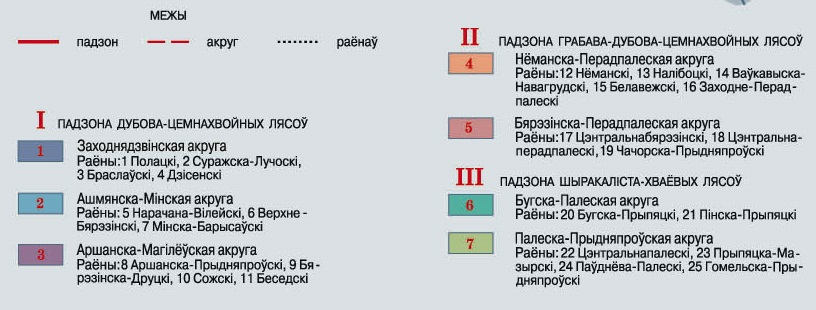 МЕЖЫ
падзон акруг раёнаў
I ПАДЗОНА ДУБОВА-ЦЕМНАХВОЙНЫХ ЛЯСОЎ
1 Заходнядзвінская акруга
Раёны:1 Полацкі, 2 Суражска-Лучоскі,
3 Браслаўскі, 4 Дзісенскі
2 Ашмянска-Мінская акруга
Раёны: 5 Нарачана-Вілейскі, 6 Верхне-
Бярэзінскі, 7 Мінска-Барысаўскі
3 Аршанска-Магілёўская акруга
Раёны:8 Аршанска-Прыдняпроўскі, 9 Бя-
рэзінска-Друцкі, 10 Сожскі, 11 Беседскі
II ПАДЗОНА ГРАБАВА-ДУБОВА-ЦЕМНАХВОЙНЫХ ЛЯСОЎ
4 Нёманска-Перадпалеская акруга
Раёны:12 Нёманскі, 13 Налібоцкі, 14 Ваўкавыска-
Навагрудскі, 15 Белавежскі, 16 Заходне-Перад-
палескі
5 Бярэзінска-Перадпалеская акруга
Раёны:17 Цэнтральнабярэзінскі, 18 Цэнтральна-
перадпалескі,19 Чачорска-Прыдняпроўскі
III ПАДЗОНА ШЫРАКАЛІСТА-ХВАЁВЫХ ЛЯСОЎ
6 Бугска-Палеская акруга
Раёны: 20 Бугска-Прыпяцкі, 21 Пінска-Прыпяцкі
7 Палеска-Прыдняпроўская акруга
Раёны: 22 Цэнтральнапалескі, 23 Прыпяцка-Ма-
зырскі, 24 Паўднёва-Палескі, 25 Гомельска-Пры-
дняпроўскі